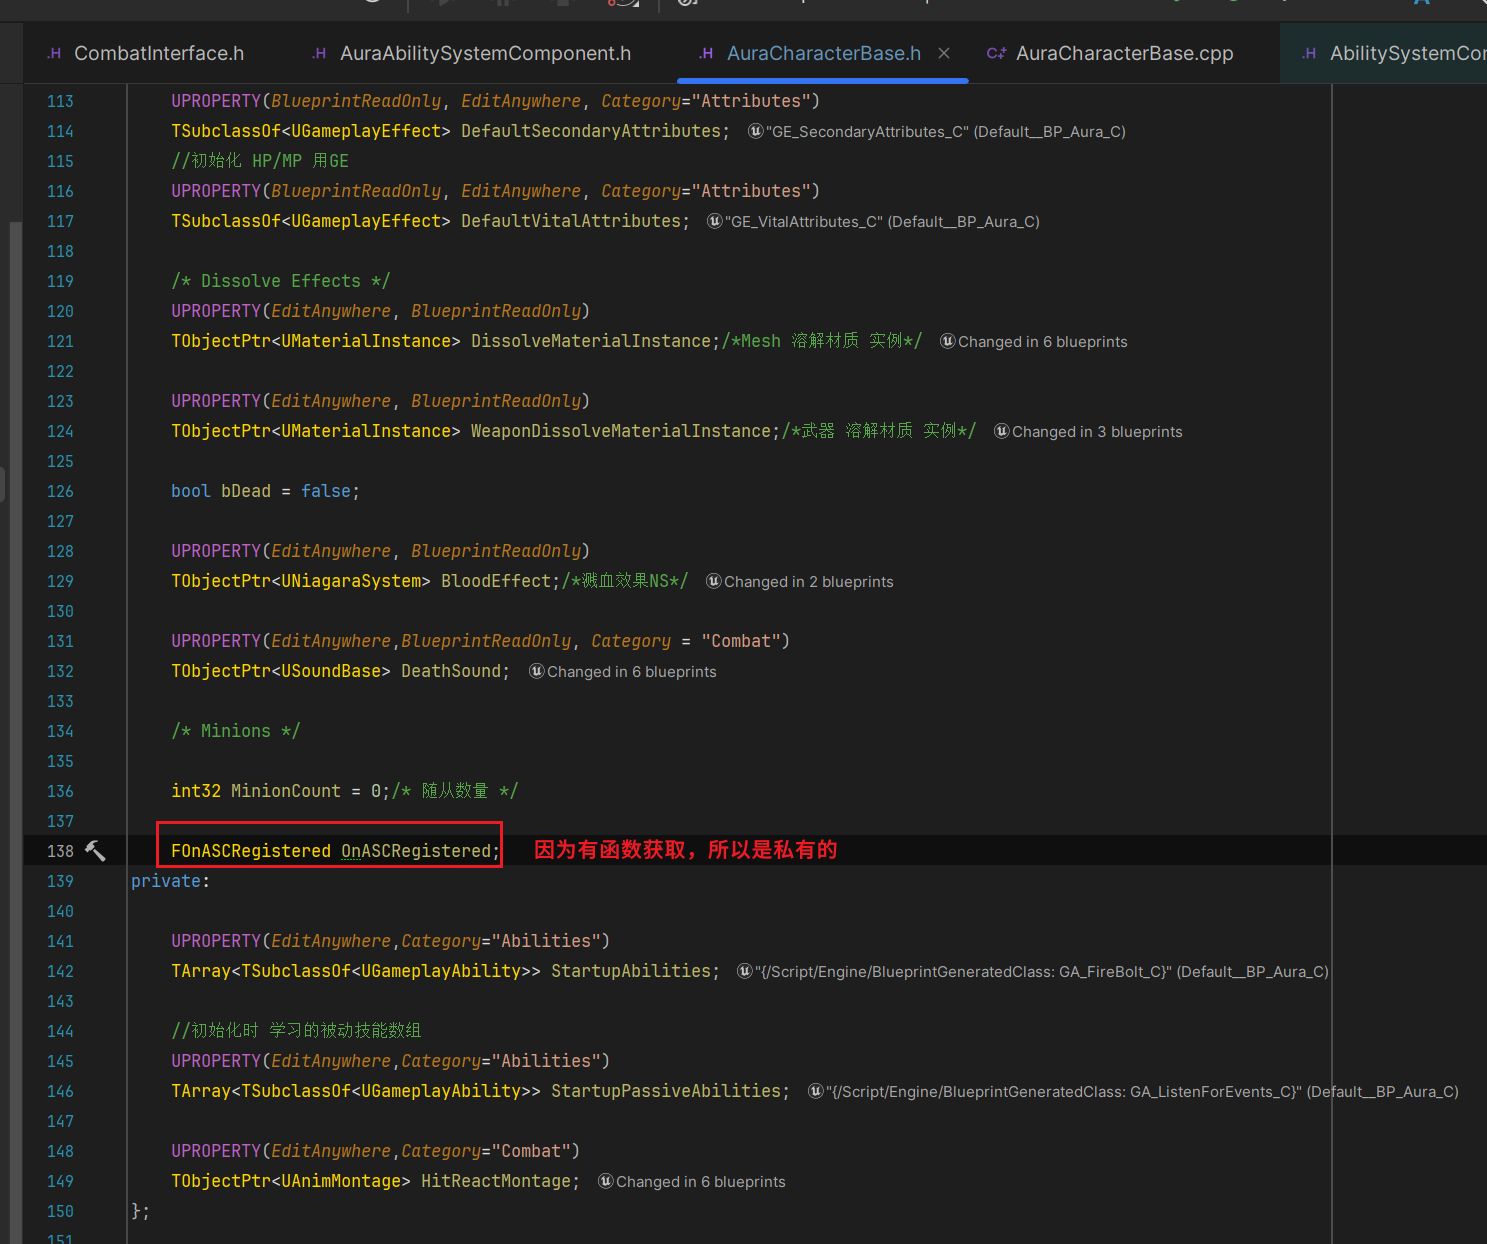 CombatInterface.h
AuraAbilitySystemComponent.h
AuraCharacterBase.h
AuraCharacterBase.cpp
AbilitySystemCo
113 UPROPERTY(BlueprintReadOnly, EditAnywhere, Category="Attributes")
114 TSubclassOf<UGameplayEffect> DefaultSecondaryAttributes; "GE_SecondaryAttributes_C" (Default__BP_Aura_C)
115 //初始化 HP/MP 用GE
116 UPROPERTY(BlueprintReadOnly, EditAnywhere, Category="Attributes")
117 TSubclassOf<UGameplayEffect> DefaultVitalAttributes; "GE_VitalAttributes_C" (Default__BP_Aura_C)
118
119 /* Dissolve Effects */
120 UPROPERTY(EditAnywhere, BlueprintReadOnly)
121 TObjectPtr<UMaterialInstance> DissolveMaterialInstance;/*Mesh 溶解材质 实例*/ Changed in 6 blueprints
122
123 UPROPERTY(EditAnywhere, BlueprintReadOnly)
124 TObjectPtr<UMaterialInstance> WeaponDissolveMaterialInstance;/*武器 溶解材质 实例*/ Changed in 3 blueprints
125
126 bool bDead = false;
127
128 UPROPERTY(EditAnywhere, BlueprintReadOnly)
129 TObjectPtr<UNiagaraSystem> BloodEffect;/*溅血效果NS*/ Changed in 2 blueprints
130
131 UPROPERTY(EditAnywhere,BlueprintReadOnly, Category = "Combat")
132 TObjectPtr<USoundBase> DeathSound; Changed in 6 blueprints
133
134 /* Minions */
135
136 int32 MinionCount = 0;/* 随从数量 */
137
138 FOnASCRegistered OnASCRegistered; 因为有函数获取，所以是私有的
139 private:
140
141 UPROPERTY(EditAnywhere,Category="Abilities")
142 TArray<TSubclassOf<UGameplayAbility>> StartupAbilities; "{/Script/Engine/BlueprintGeneratedClass: GA_FireBolt_C}" (Default__BP_Aura_C)
143
144 //初始化时 学习的被动技能数组
145 UPROPERTY(EditAnywhere,Category="Abilities")
146 TArray<TSubclassOf<UGameplayAbility>> StartupPassiveAbilities; "{/Script/Engine/BlueprintGeneratedClass: GA_ListenForEvents_C}" (Default__BP_Aura_C)
147
148 UPROPERTY(EditAnywhere,Category="Combat")
149 TObjectPtr<UAnimMontage> HitReactMontage; Changed in 6 blueprints
150 };
151